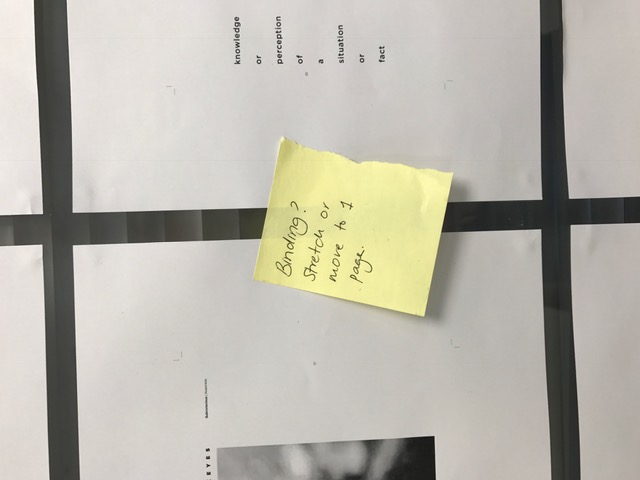 EYES
Binding?
Stretch or
move to 1
page.
knowledge
or
perception
of
a
situation
or
fact